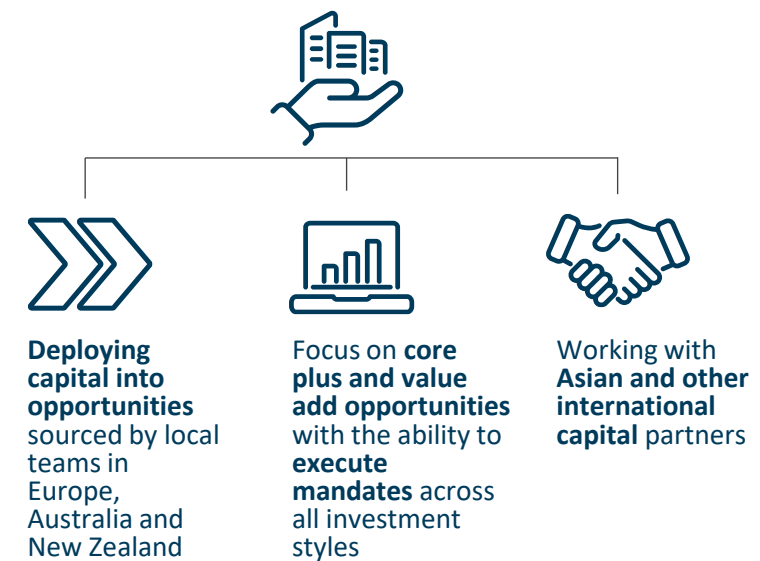 Deploying
capital into
opportunities
sourced by local
teams in
Europe,
Australia and
New Zealand
Focus on core
plus and value
add opportunities
with the ability to
execute
mandates across
all investment
styles
Working with
Asian and other
international
capital partners